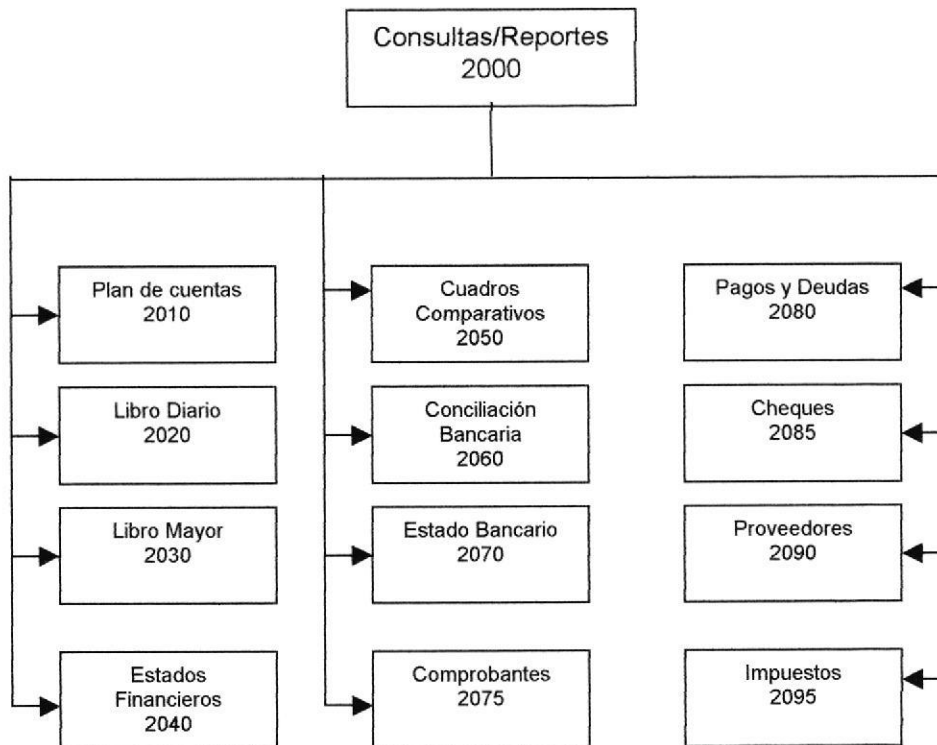 Consultas/Reportes
2000
Plan de cuentas
2010
Libro Diario
2020
Libro Mayor
2030
Estados
Financieros
2040
Cuadros
Comparativos
2050
Conciliación
Bancaria
2060
Estado Bancario
2070
Comprobantes
2075
Pagos y Deudas
2080
Cheques
2085
Proveedores
2090
Impuestos
2095